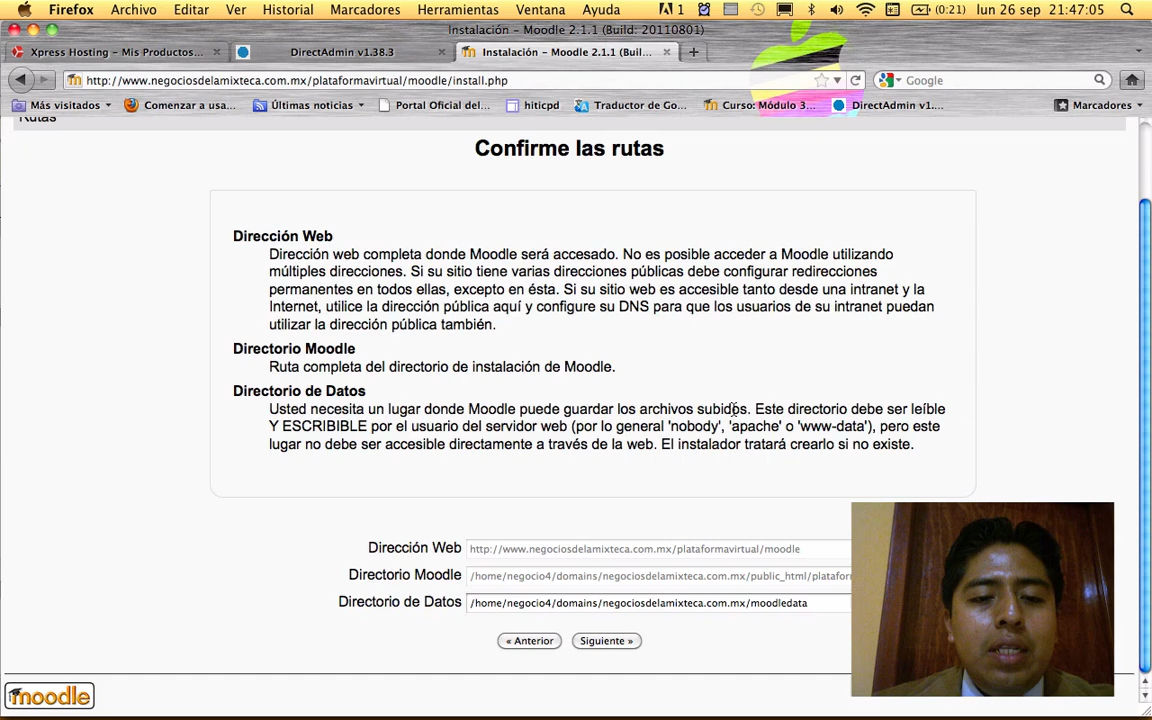 Firefox Archivo Editar Ver Historial Marcadores Herramientas Ventana Ayuda 1 (0:21) lun 26 sep 21:47:05
Instalación – Moodle 2.1.1 (Build: 20110801)
Xpress Hosting – Mis Productos... DirectAdmin v1.38.3 Instalación – Moodle 2.1.1 (Buil...
http://www.negociosdelamixteca.com.mx/plataformavirtual/moodle/install.php Google
Más visitados Comenzar a usa... Últimas noticias Portal Oficial del... hiticpd Traductor de Go... Curso: Módulo 3... DirectAdmin v1.... Marcadores
Rutas
Confirme las rutas
Dirección Web
Dirección web completa donde Moodle será accesado. No es posible acceder a Moodle utilizando
múltiples direcciones. Si su sitio tiene varias direcciones públicas debe configurar redirecciones
permanentes en todos ellas, excepto en ésta. Si su sitio web es accesible tanto desde una intranet y la
Internet, utilice la dirección pública aquí y configure su DNS para que los usuarios de su intranet puedan
utilizar la dirección pública también.
Directorio Moodle
Ruta completa del directorio de instalación de Moodle.
Directorio de Datos
Usted necesita un lugar donde Moodle puede guardar los archivos subidos. Este directorio debe ser leíble
Y ESCRIBIBLE por el usuario del servidor web (por lo general 'nobody', 'apache' o 'www-data'), pero este
lugar no debe ser accesible directamente a través de la web. El instalador tratará crearlo si no existe.
Dirección Web http://www.negociosdelamixteca.com.mx/plataformavirtual/moodle
Directorio Moodle /home/negocio4/domains/negociosdelamixteca.com.mx/public_html/platafor
Directorio de Datos /home/negocio4/domains/negociosdelamixteca.com.mx/moodledata
« Anterior Siguiente »
moodle